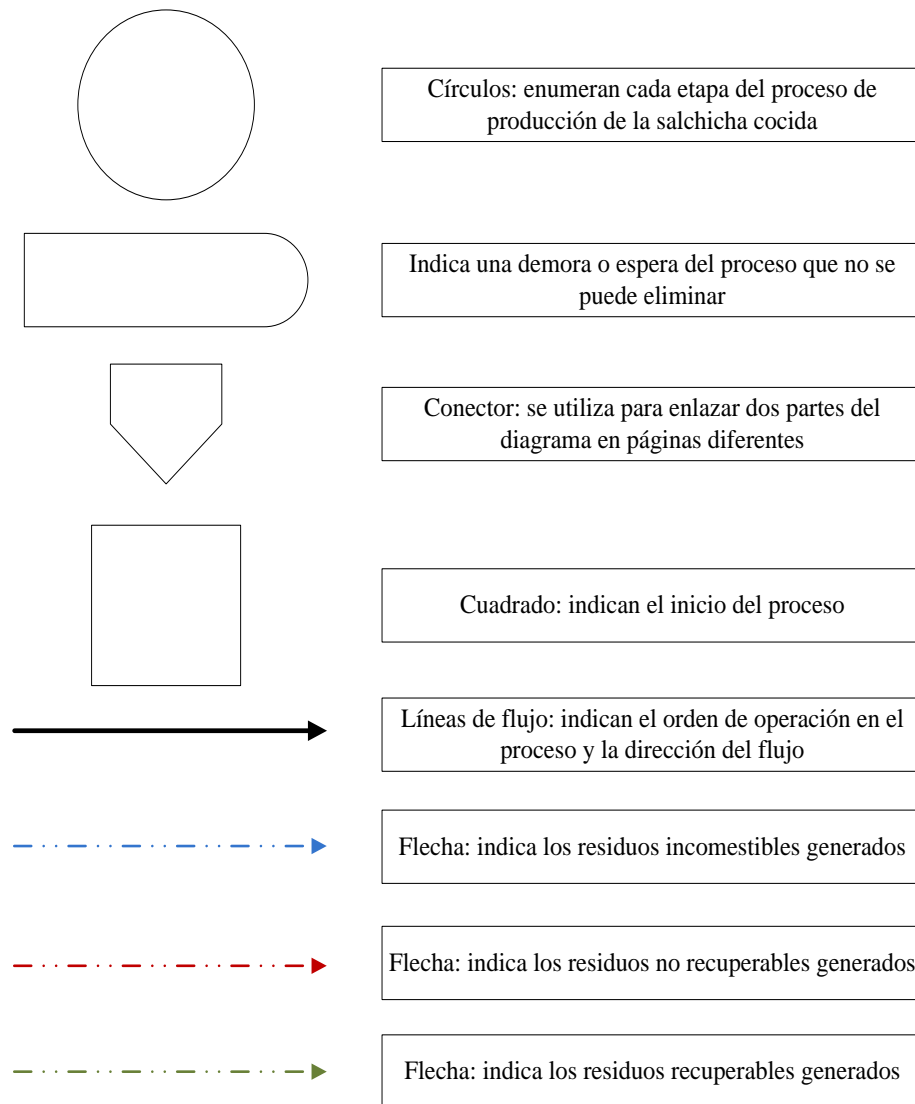 Círculos: enumeran cada etapa del proceso de
producción de la salchicha cocida
Indica una demora o espera del proceso que no se
puede eliminar
Conector: se utiliza para enlazar dos partes del
diagrama en páginas diferentes
Cuadrado: indican el inicio del proceso
Líneas de flujo: indican el orden de operación en el
proceso y la dirección del flujo
Flecha: indica los residuos incomestibles generados
Flecha: indica los residuos no recuperables generados
Flecha: indica los residuos recuperables generados